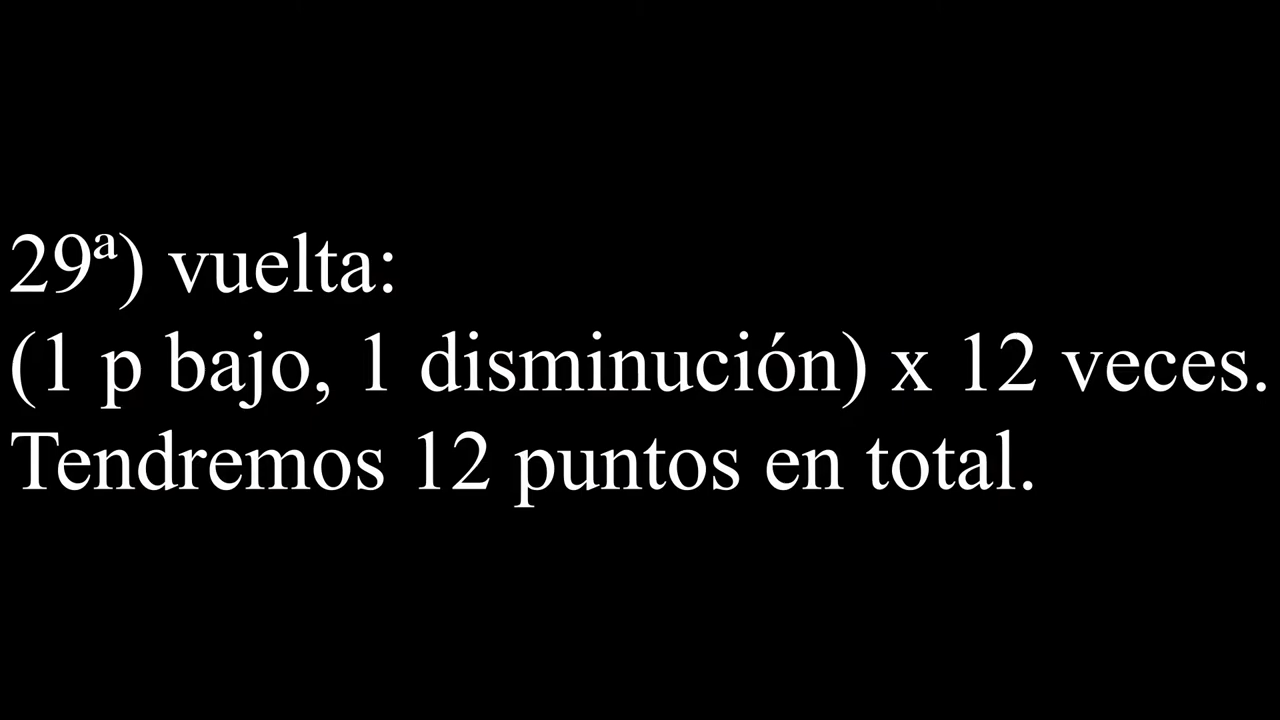 29ª) vuelta:
(1 p bajo, 1 disminución) x 12 veces.
Tendremos 12 puntos en total.